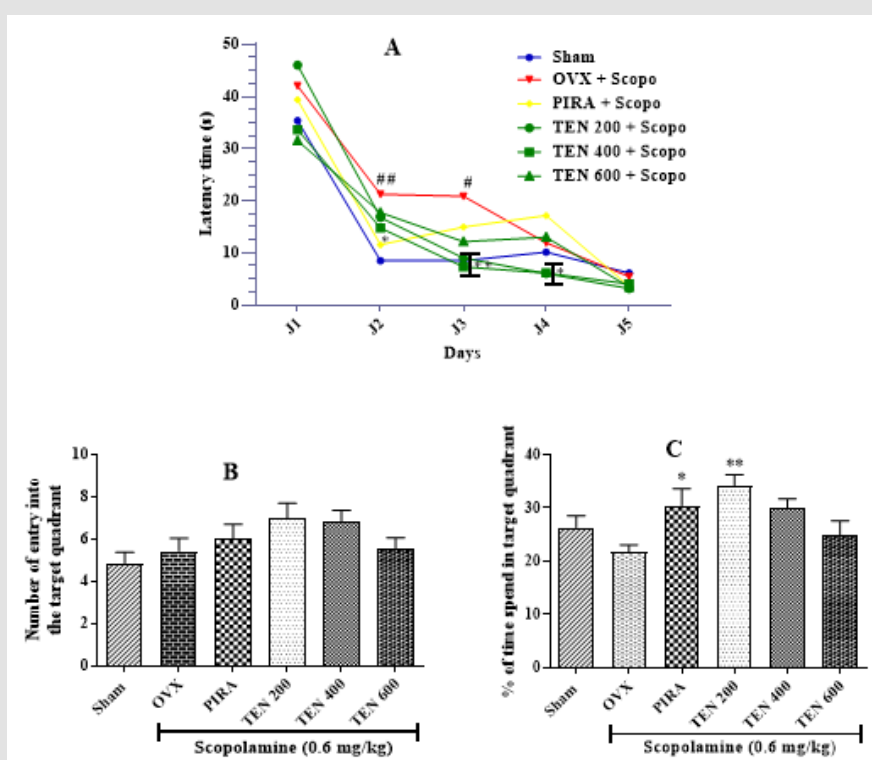 A
50
40
30
20
10
0
Latency time (s)
Sham
OVX + Scopo
PIRA + Scopo
TEN 200 + Scopo
TEN 400 + Scopo
TEN 600 + Scopo
##
#
*
**
*
J1 J2 J3 J4 J5
Days
B
10
8
6
4
2
0
Number of entry into
the target quadrant
Sham OVX PIRA TEN 200 TEN 400 TEN 600
Scopolamine (0.6 mg/kg)
C
40
30
20
10
0
% of time spend in target quadrant
* **
Sham OVX PIRA TEN 200 TEN 400 TEN 600
Scopolamine (0.6 mg/kg)